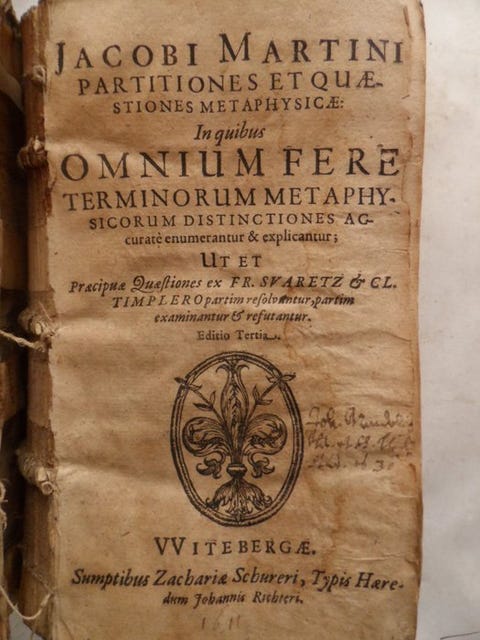 JACOBI MARTINI
PARTITIONES ET QUÆ-
STIONES METAPHYSICÆ:
In quibus
OMNIUM FERE
TERMINORUM METAPHY-
SICORUM DISTINCTIONES AC-
curatè enumerantur & explicantur;
UT ET
Præcipuæ Quæſtiones ex FR. SVARETZ & CL.
TIMPLERO partim reſolvuntur, partim
examinantur & refutantur.
Editio Tertia.
VVITEBERGÆ.
Sumptibus Zachariæ Schureri, Typis Hære-
dum Johannis Richteri.
1611